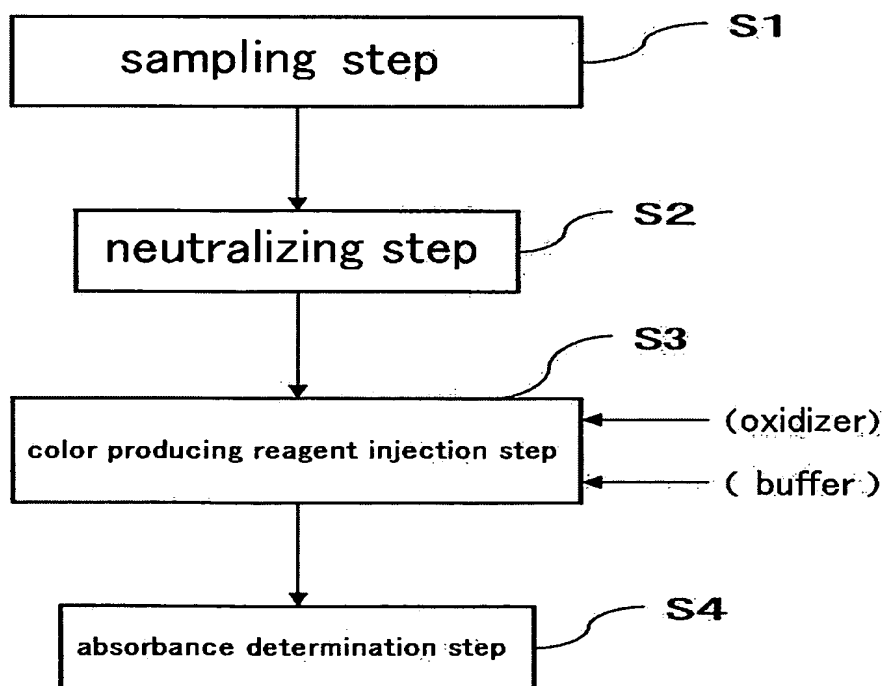 S1
sampling step
S2
neutralizing step
S3
color producing reagent injection step
(oxidizer)
( buffer )
S4
absorbance determination step